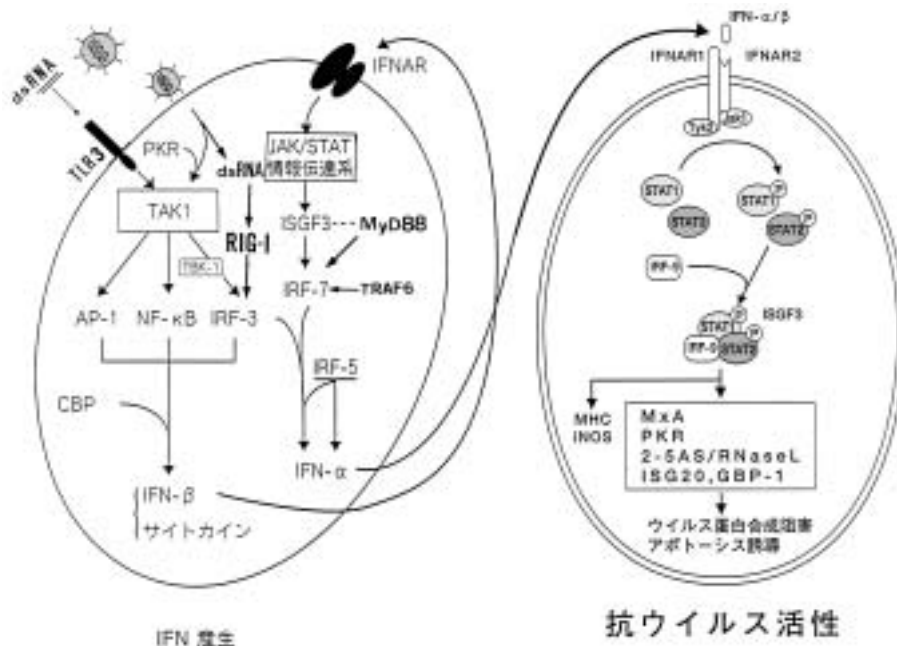 IFN-α/β
IFNAR1
IFNAR2
Tyk2
Jak1
IFNAR
dsRNA
TLR3
PKR
dsRNA
JAK/STAT
情報伝達系
TAK1
ISGF3
MyD88
RIG-I
TBK-1
IRF-7
TRAF6
AP-1
NF-κB
IRF-3
IRF-5
CBP
IFN-α
IFN-β
サイトカイン
IFN 産生
STAT1
STAT2
STAT1
P
STAT2
P
IRF-9
ISGF3
STAT1
P
IRF-9
STAT2
P
MHC
iNOS
MxA
PKR
2-5AS/RNaseL
ISG20,GBP-1
ウイルス蛋白合成阻害
アポトーシス誘導
抗ウイルス活性